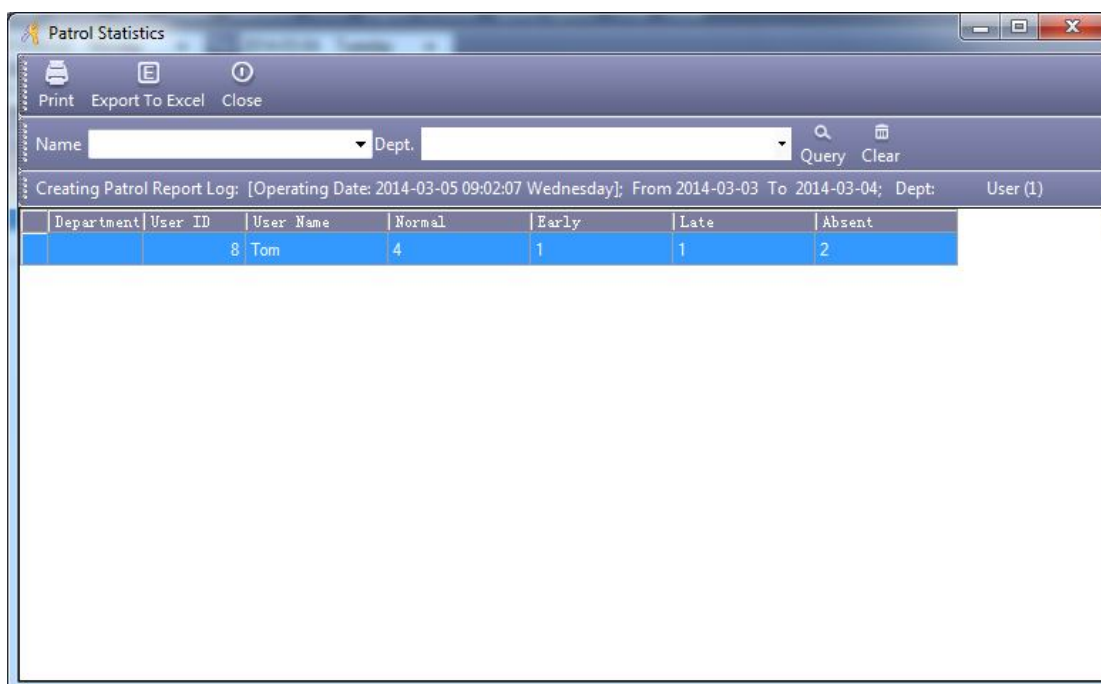 Patrol Statistics
Print Export To Excel Close
Name Dept. Query Clear
Creating Patrol Report Log: [Operating Date: 2014-03-05 09:02:07 Wednesday]; From 2014-03-03 To 2014-03-04; Dept: User (1)
Department User ID User Name Normal Early Late Absent
8 Tom 4 1 1 2